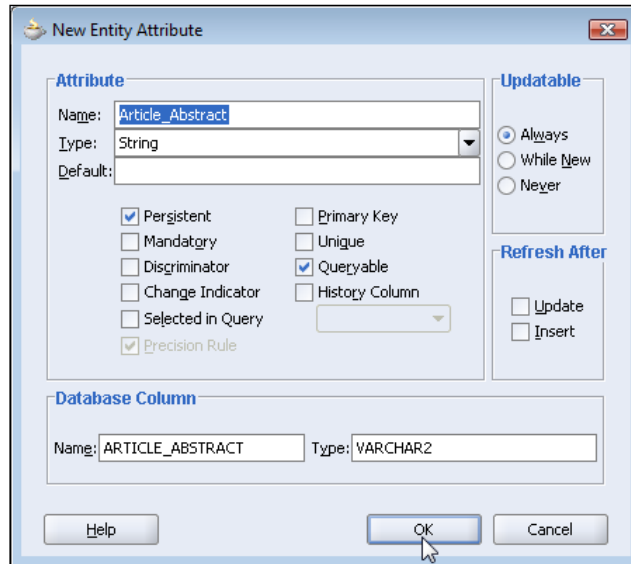 New Entity Attribute
Attribute
Name: Article_Abstract
Type: String
Default:
Persistent
Primary Key
Mandatory
Unique
Discriminator
Queryable
Change Indicator
History Column
Selected in Query
Precision Rule
Updatable
Always
While New
Never
Refresh After
Update
Insert
Database Column
Name: ARTICLE_ABSTRACT Type: VARCHAR2
Help OK Cancel